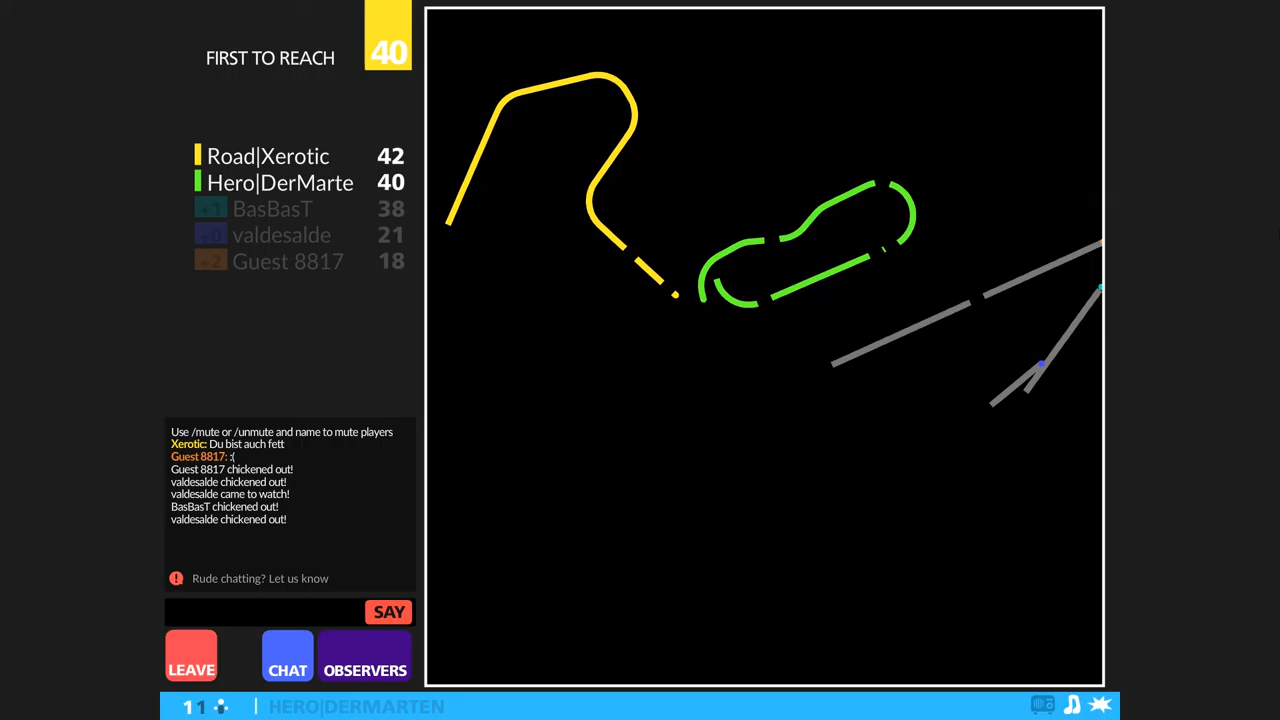 FIRST TO REACH 40
Road|Xerotic 42
Hero|DerMarte 40
+1 BasBasT 38
+0 valdesalde 21
+2 Guest 8817 18
Use /mute or /unmute and name to mute players
Xerotic: Du bist auch fett
Guest 8817: :(
Guest 8817 chickened out!
valdesalde chickened out!
valdesalde came to watch!
BasBasT chickened out!
valdesalde chickened out!
! Rude chatting? Let us know
SAY
LEAVE CHAT OBSERVERS
11 HERO|DERMARTEN